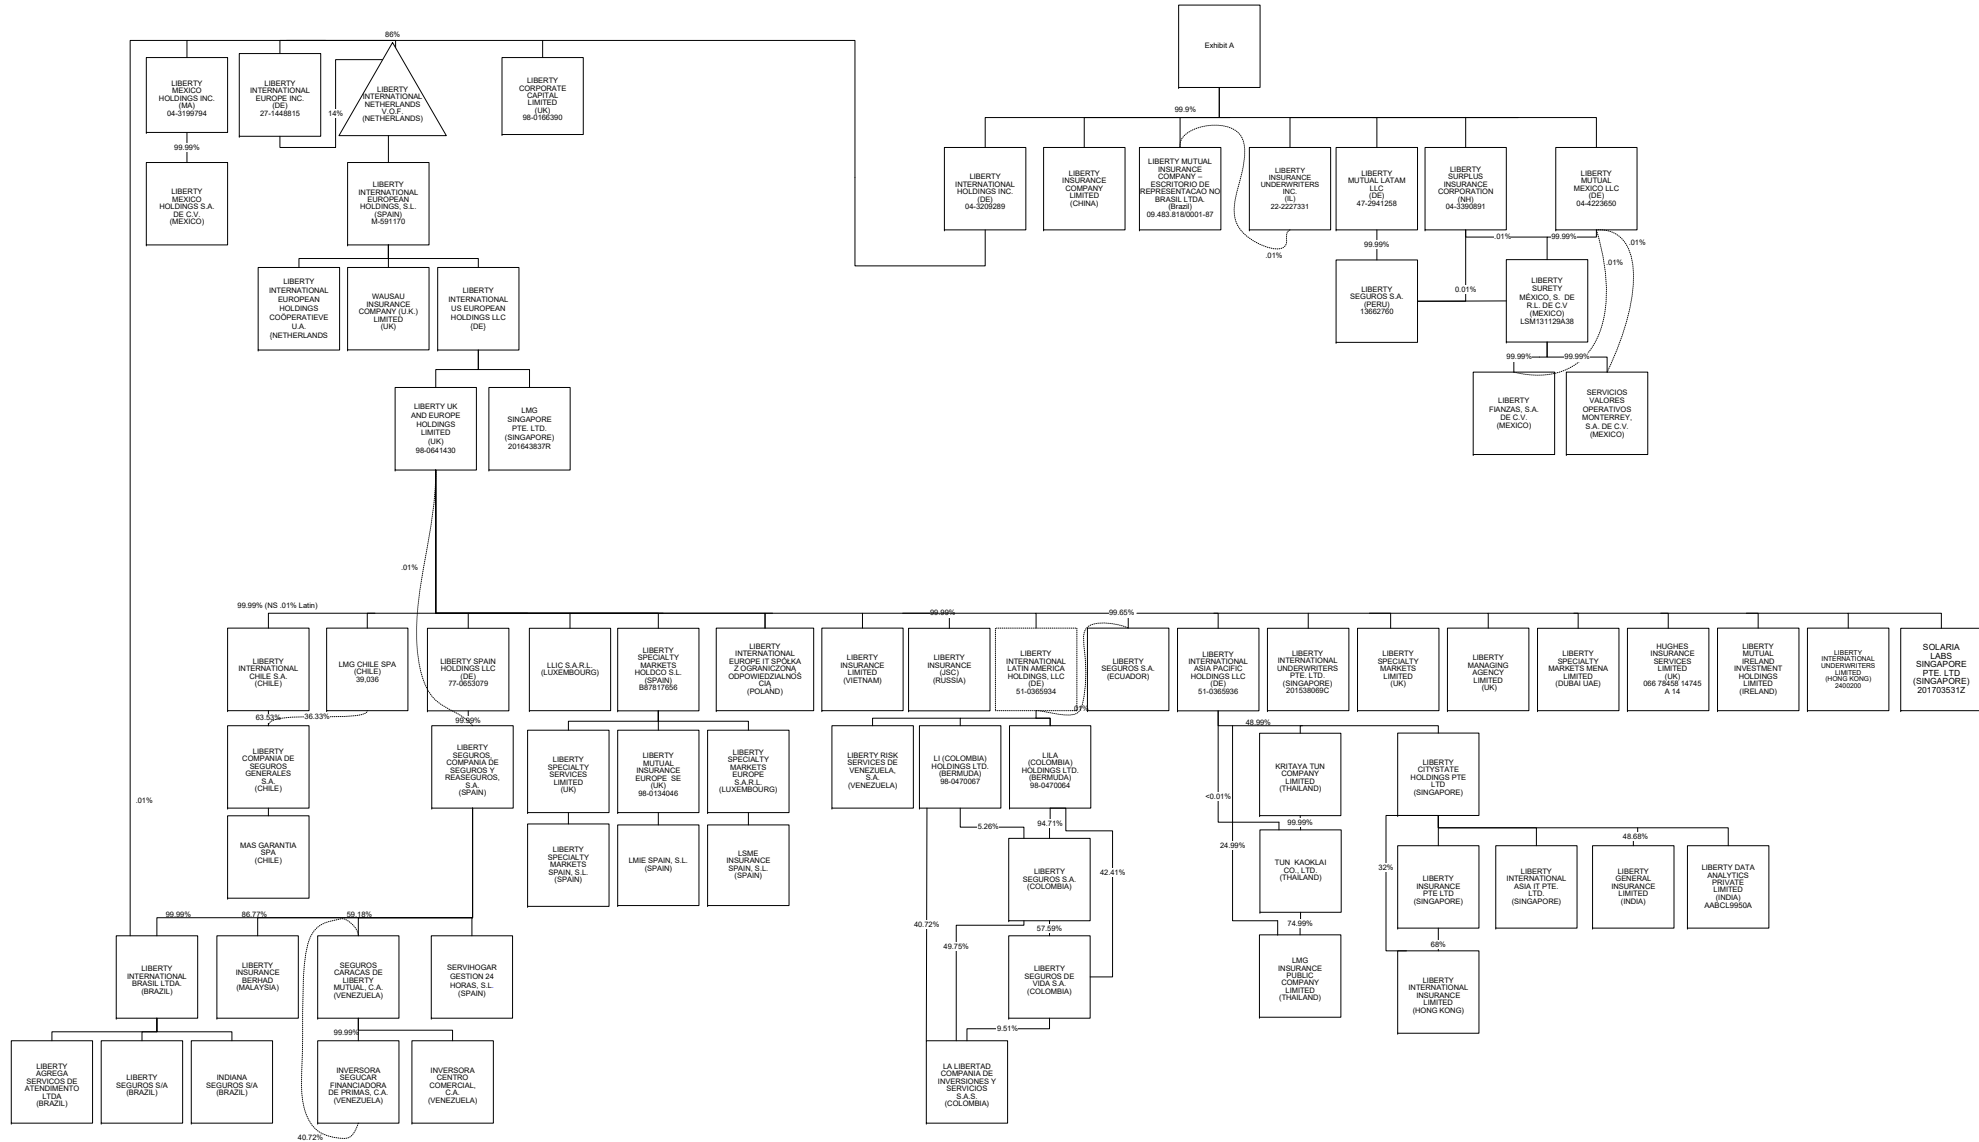 Exhibit A
86%
LIBERTY
MEXICO
HOLDINGS INC.
(MA)
04-3199794
LIBERTY
INTERNATIONAL
EUROPE INC.
(DE)
27-1448815
14%
LIBERTY
INTERNATIONAL
NETHERLANDS
V.O.F.
(NETHERLANDS)
LIBERTY
CORPORATE
CAPITAL
LIMITED
(UK)
98-0166390
99.99%
LIBERTY
MEXICO
HOLDINGS S.A.
DE C.V.
(MEXICO)
LIBERTY
INTERNATIONAL
EUROPEAN
HOLDINGS, S.L.
(SPAIN)
M-591170
99.9%
LIBERTY
INTERNATIONAL
HOLDINGS INC.
(DE)
04-3209289
LIBERTY
INSURANCE
COMPANY
LIMITED
(CHINA)
LIBERTY MUTUAL
INSURANCE
COMPANY –
ESCRITORIO DE
REPRESENTACAO NO
BRASIL LTDA.
(Brazil)
09.483.818/0001-87
LIBERTY
INSURANCE
UNDERWRITERS
INC.
(IL)
22-2227331
LIBERTY
MUTUAL LATAM
LLC
(DE)
47-2941258
LIBERTY
SURPLUS
INSURANCE
CORPORATION
(NH)
04-3390891
LIBERTY
MUTUAL
MEXICO LLC
(DE)
04-4223650
.01%
99.99%
.01%
99.99%
.01%
.01%
LIBERTY
INTERNATIONAL
EUROPEAN
HOLDINGS
COÖPERATIEVE
U.A.
(NETHERLANDS
WAUSAU
INSURANCE
COMPANY (U.K.)
LIMITED
(UK)
LIBERTY
INTERNATIONAL
US EUROPEAN
HOLDINGS LLC
(DE)
LIBERTY
SEGUROS S.A.
(PERU)
13662760
0.01%
LIBERTY
SURETY
MÉXICO, S. DE
R.L. DE C.V
(MEXICO)
LSM131129A38
99.99%
99.99%
LIBERTY
FIANZAS, S.A.
DE C.V.
(MEXICO)
SERVICIOS
VALORES
OPERATIVOS
MONTERREY,
S.A. DE C.V.
(MEXICO)
LIBERTY UK
AND EUROPE
HOLDINGS
LIMITED
(UK)
98-0641430
LMG
SINGAPORE
PTE. LTD.
(SINGAPORE)
201643837R
.01%
99.99% (NS .01% Latin)
99.99%
99.65%
LIBERTY
INTERNATIONAL
CHILE S.A.
(CHILE)
LMG CHILE SPA
(CHILE)
39,036
LIBERTY SPAIN
HOLDINGS LLC
(DE)
77-0653079
LLIC S.A.R.L.
(LUXEMBOURG)
LIBERTY
SPECIALTY
MARKETS
HOLDCO S.L.
(SPAIN)
B87817656
LIBERTY
INTERNATIONAL
EUROPE IT SPÓŁKA
Z OGRANICZONĄ
ODPOWIEDZIALNOŚ
CIĄ
(POLAND)
LIBERTY
INSURANCE
LIMITED
(VIETNAM)
LIBERTY
INSURANCE
(JSC)
(RUSSIA)
LIBERTY
INTERNATIONAL
LATIN AMERICA
HOLDINGS, LLC
(DE)
51-0365934
LIBERTY
SEGUROS S.A.
(ECUADOR)
LIBERTY
INTERNATIONAL
ASIA PACIFIC
HOLDINGS LLC
(DE)
51-0365936
LIBERTY
INTERNATIONAL
UNDERWRITERS
PTE. LTD.
(SINGAPORE)
201538069C
LIBERTY
SPECIALTY
MARKETS
LIMITED
(UK)
LIBERTY
MANAGING
AGENCY
LIMITED
(UK)
LIBERTY
SPECIALTY
MARKETS MENA
LIMITED
(DUBAI UAE)
HUGHES
INSURANCE
SERVICES
LIMITED
(UK)
066 78458 14745
A 14
LIBERTY
MUTUAL
IRELAND
INVESTMENT
HOLDINGS
LIMITED
(IRELAND)
LIBERTY
INTERNATIONAL
UNDERWRITERS
LIMITED
(HONG KONG)
2400200
SOLARIA
LABS
SINGAPORE
PTE. LTD
(SINGAPORE)
201703531Z
63.53%
36.33%
99.99%
.01%
48.99%
LIBERTY
COMPANIA DE
SEGUROS
GENERALES
S.A.
(CHILE)
LIBERTY
SEGUROS,
COMPANIA DE
SEGUROS Y
REASEGUROS,
S.A.
(SPAIN)
LIBERTY
SPECIALTY
SERVICES
LIMITED
(UK)
LIBERTY
MUTUAL
INSURANCE
EUROPE SE
(UK)
98-0134046
LIBERTY
SPECIALTY
MARKETS
EUROPE
S.A.R.L.
(LUXEMBOURG)
LIBERTY RISK
SERVICES DE
VENEZUELA,
S.A.
(VENEZUELA)
LI (COLOMBIA)
HOLDINGS LTD.
(BERMUDA)
98-0470067
LILA
(COLOMBIA)
HOLDINGS LTD.
(BERMUDA)
98-0470064
KRITAYA TUN
COMPANY
LIMITED
(THAILAND)
LIBERTY
CITYSTATE
HOLDINGS PTE
LTD
(SINGAPORE)
.01%
<0.01%
5.26%
94.71%
99.99%
48.68%
MAS GARANTIA
SPA
(CHILE)
LIBERTY
SPECIALTY
MARKETS
SPAIN, S.L.
(SPAIN)
LMIE SPAIN, S.L.
(SPAIN)
LSME
INSURANCE
SPAIN, S.L.
(SPAIN)
LIBERTY
SEGUROS S.A.
(COLOMBIA)
42.41%
24.99%
TUN KAOKLAI
CO., LTD.
(THAILAND)
32%
LIBERTY
INSURANCE
PTE LTD
(SINGAPORE)
LIBERTY
INTERNATIONAL
ASIA IT PTE.
LTD.
(SINGAPORE)
LIBERTY
GENERAL
INSURANCE
LIMITED
(INDIA)
LIBERTY DATA
ANALYTICS
PRIVATE
LIMITED
(INDIA)
AABCL9950A
99.99%
86.77%
59.18%
40.72%
49.75%
57.59%
74.99%
68%
LIBERTY
INTERNATIONAL
BRASIL LTDA.
(BRAZIL)
LIBERTY
INSURANCE
BERHAD
(MALAYSIA)
SEGUROS
CARACAS DE
LIBERTY
MUTUAL, C.A.
(VENEZUELA)
SERVIHOGAR
GESTION 24
HORAS, S.L.
(SPAIN)
LIBERTY
SEGUROS DE
VIDA S.A.
(COLOMBIA)
LMG
INSURANCE
PUBLIC
COMPANY
LIMITED
(THAILAND)
LIBERTY
INTERNATIONAL
INSURANCE
LIMITED
(HONG KONG)
99.99%
9.51%
LIBERTY
AGREGA
SERVICOS DE
ATENDIMENTO
LTDA
(BRAZIL)
LIBERTY
SEGUROS S/A
(BRAZIL)
INDIANA
SEGUROS S/A
(BRAZIL)
INVERSORA
SEGUCAR
FINANCIADORA
DE PRIMAS, C.A.
(VENEZUELA)
INVERSORA
CENTRO
COMERCIAL,
C.A.
(VENEZUELA)
LA LIBERTAD
COMPANIA DE
INVERSIONES Y
SERVICIOS
S.A.S.
(COLOMBIA)
40.72%